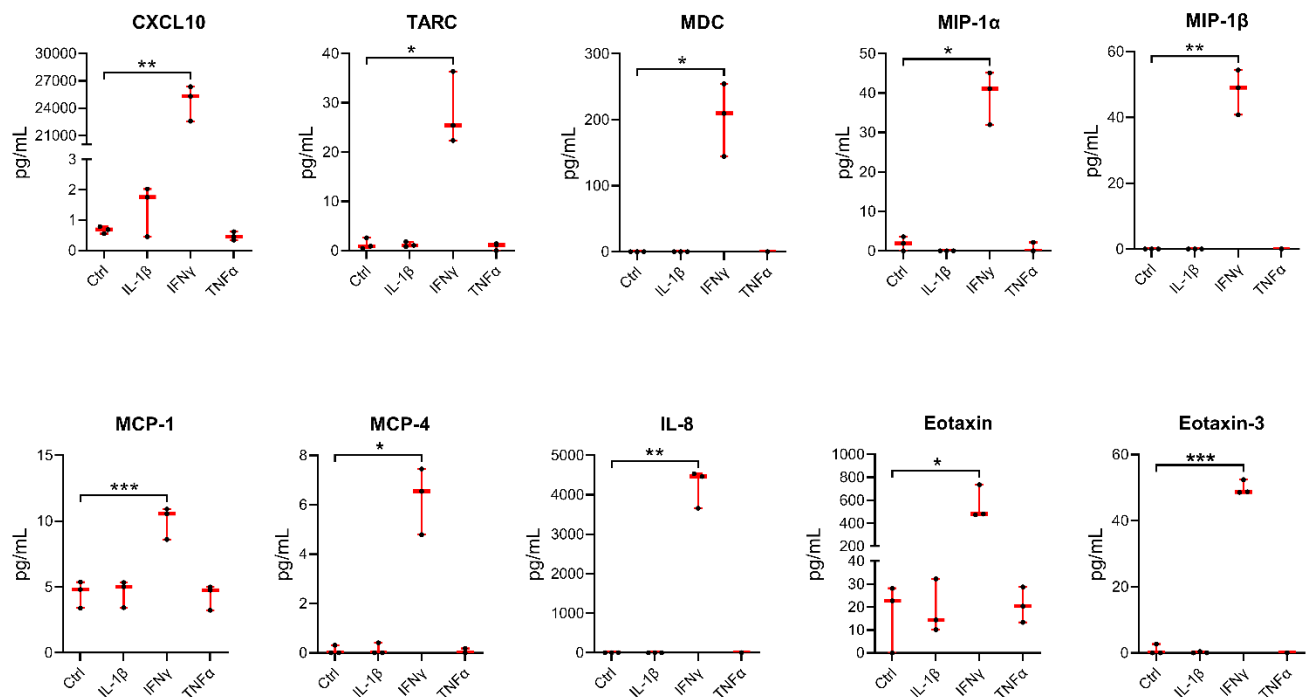 CXCL10
**
30000
27000
24000
21000
3
2
1
0
pg/mL
Ctrl
IL-1β
IFNγ
TNFα
TARC
*
40
30
20
10
0
pg/mL
Ctrl
IL-1β
IFNγ
TNFα
MDC
*
300
200
100
0
pg/mL
Ctrl
IL-1β
IFNγ
TNFα
MIP-1α
*
50
40
30
20
10
0
pg/mL
Ctrl
IL-1β
IFNγ
TNFα
MIP-1β
**
60
40
20
0
pg/mL
Ctrl
IL-1β
IFNγ
TNFα
MCP-1
***
15
10
5
0
pg/mL
Ctrl
IL-1β
IFNγ
TNFα
MCP-4
*
8
6
4
2
0
pg/mL
Ctrl
IL-1β
IFNγ
TNFα
IL-8
**
5000
4000
3000
2000
1000
0
pg/mL
Ctrl
IL-1β
IFNγ
TNFα
Eotaxin
*
1000
800
600
400
200
30
20
10
0
pg/mL
Ctrl
IL-1β
IFNγ
TNFα
Eotaxin-3
***
60
40
20
0
pg/mL
Ctrl
IL-1β
IFNγ
TNFα